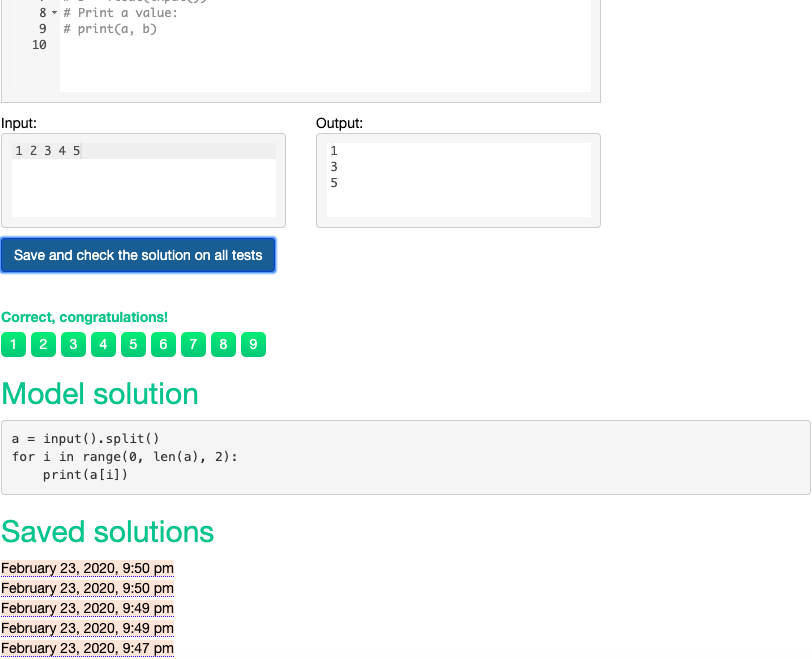 8 # Print a value:
9 # print(a, b)
10
Input:
Output:
1 2 3 4 5
1
3
5
Save and check the solution on all tests
Correct, congratulations!
1 2 3 4 5 6 7 8 9
Model solution
a = input().split()
for i in range(0, len(a), 2):
    print(a[i])
Saved solutions
February 23, 2020, 9:50 pm
February 23, 2020, 9:50 pm
February 23, 2020, 9:49 pm
February 23, 2020, 9:49 pm
February 23, 2020, 9:47 pm